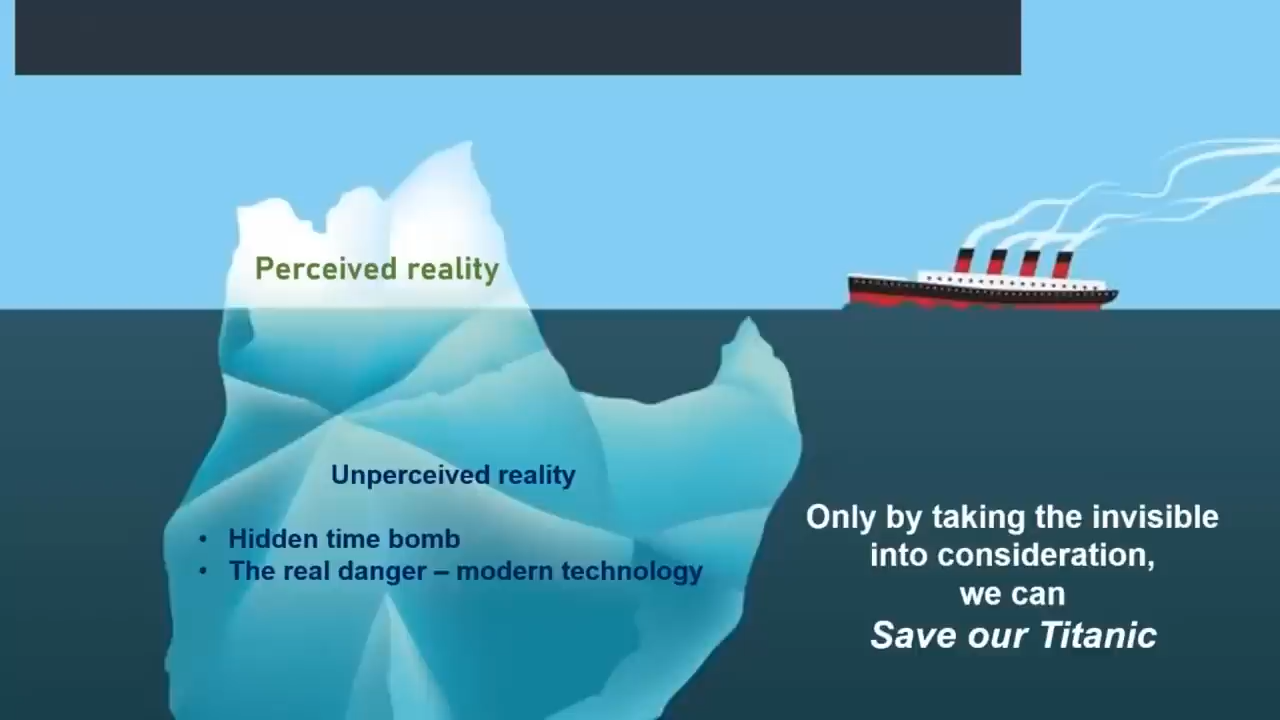 Perceived reality
Unperceived reality
• Hidden time bomb
• The real danger – modern technology
Only by taking the invisible
into consideration,
we can
Save our Titanic